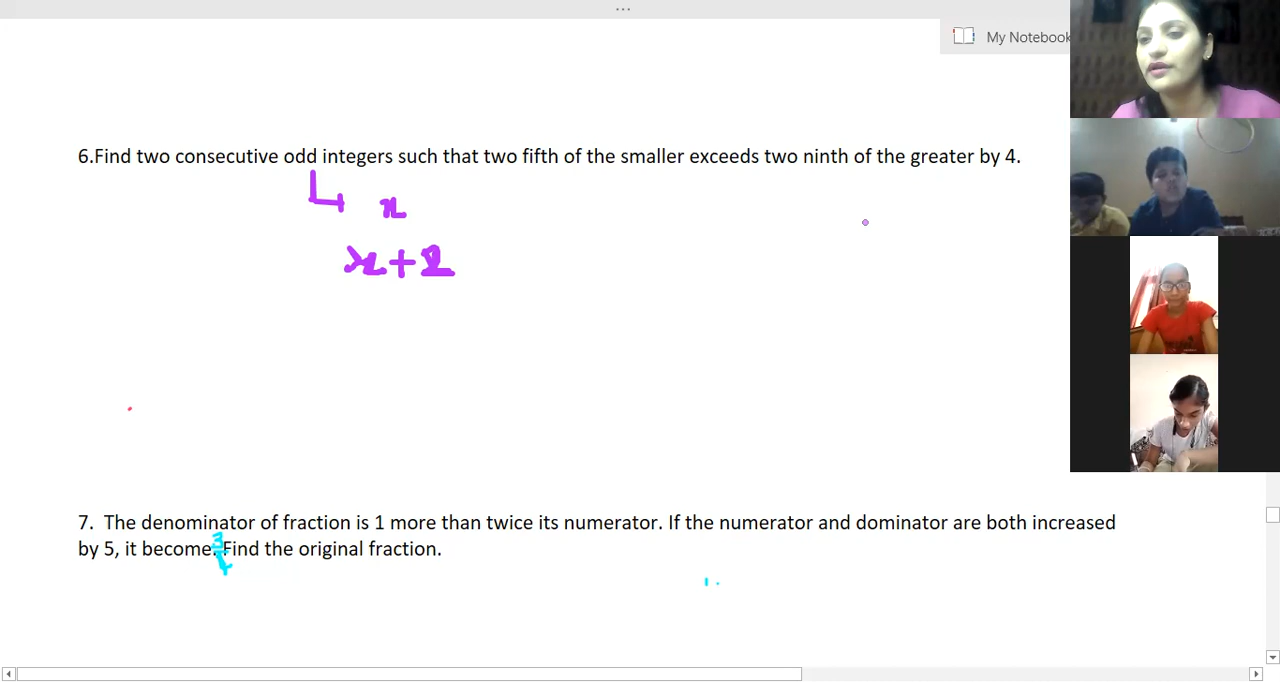 My Notebook
6.Find two consecutive odd integers such that two fifth of the smaller exceeds two ninth of the greater by 4.
x
x+2
7. The denominator of fraction is 1 more than twice its numerator. If the numerator and dominator are both increased
by 5, it become 3/4. Find the original fraction.